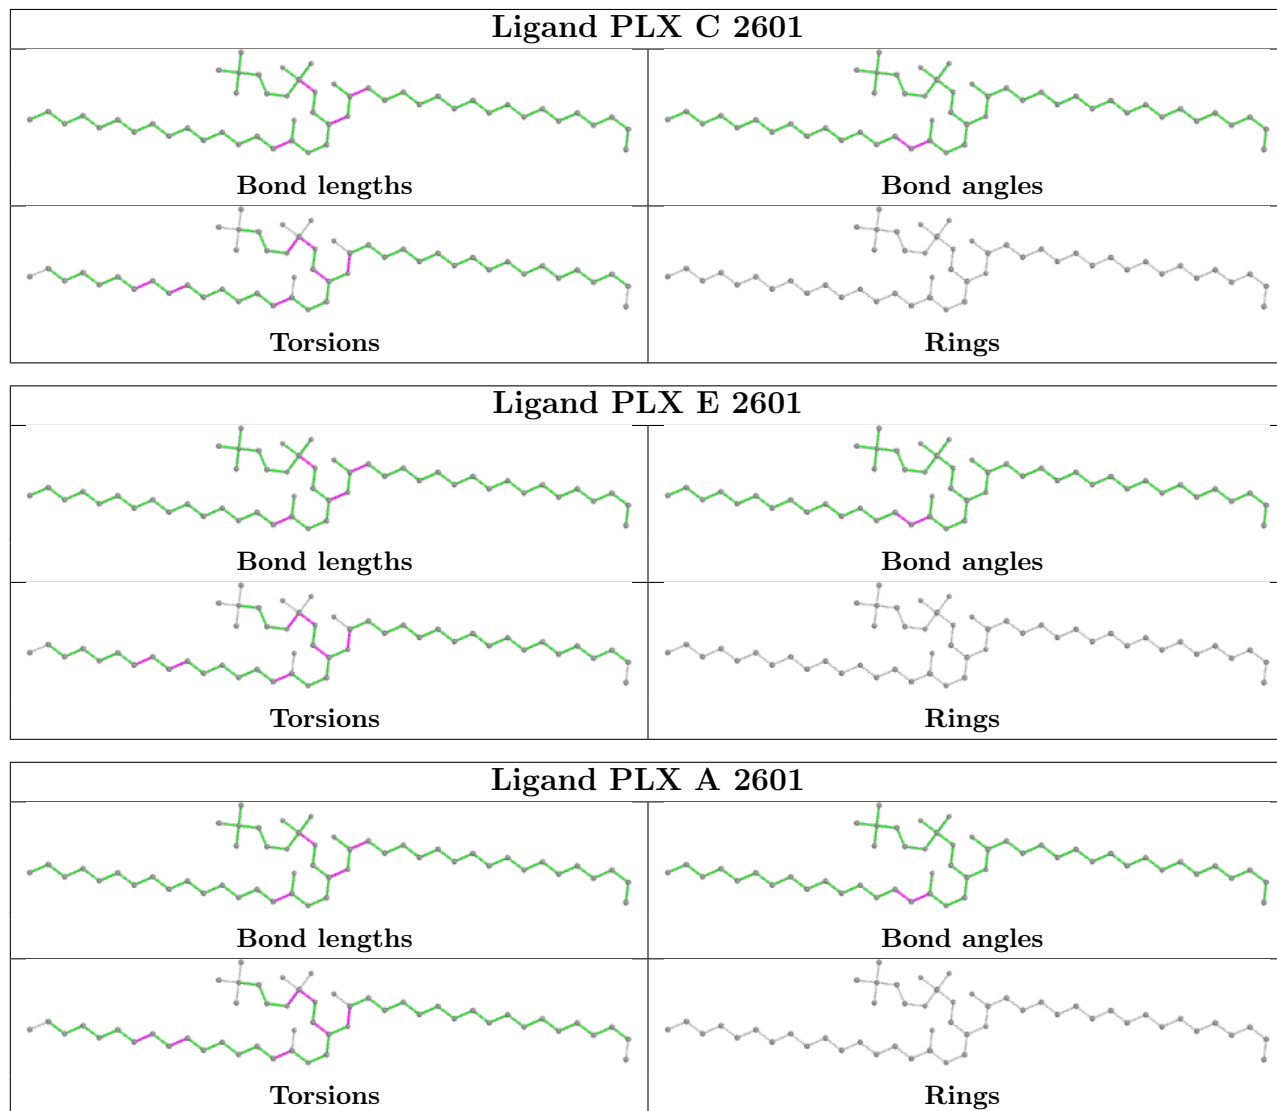 Ligand PLX C 2601
Bond lengths
Bond angles
Torsions
Rings
Ligand PLX E 2601
Bond lengths
Bond angles
Torsions
Rings
Ligand PLX A 2601
Bond lengths
Bond angles
Torsions
Rings